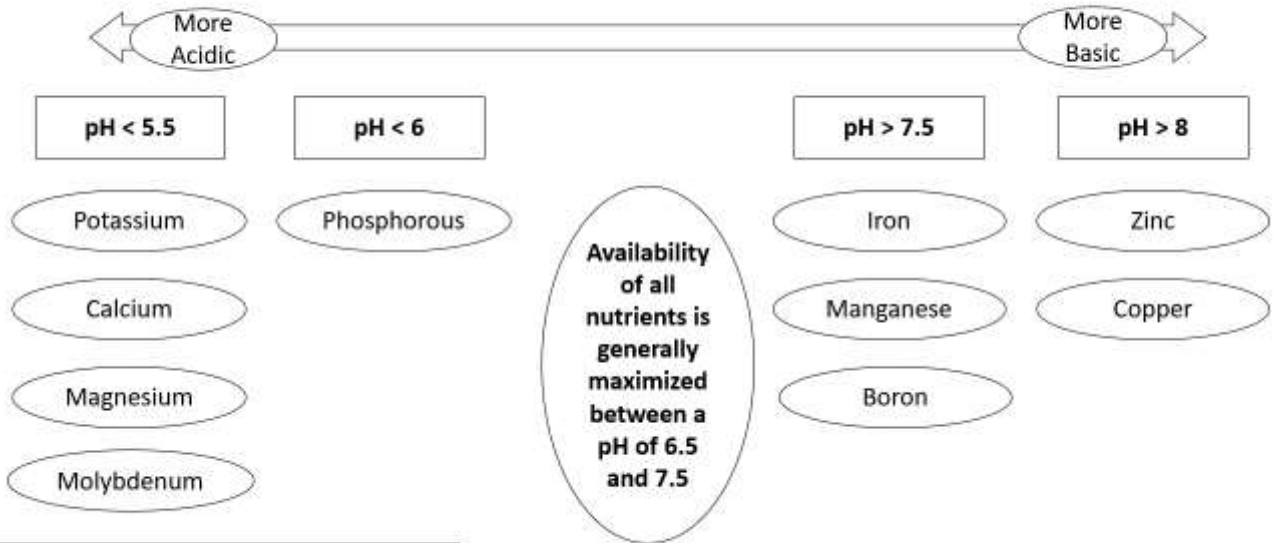 More
Acidic
More
Basic
pH < 5.5
pH < 6
pH > 7.5
pH > 8
Potassium
Phosphorous
Iron
Zinc
Calcium
Manganese
Copper
Magnesium
Boron
Molybdenum
Availability
of all
nutrients is
generally
maximized
between a
pH of 6.5
and 7.5